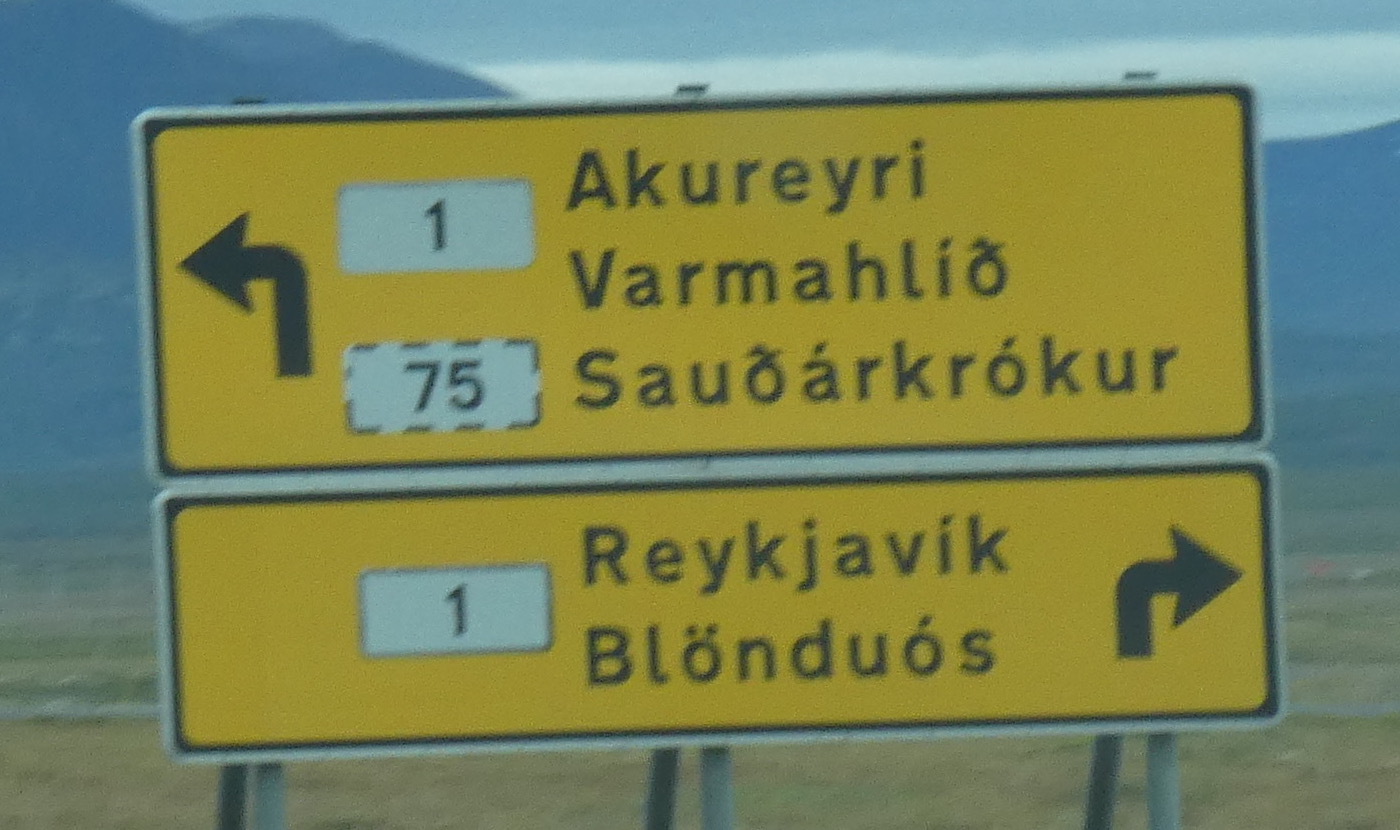 1 Akureyri
Varmahlíð
75 Sauðárkrókur
1 Reykjavík
Blönduós